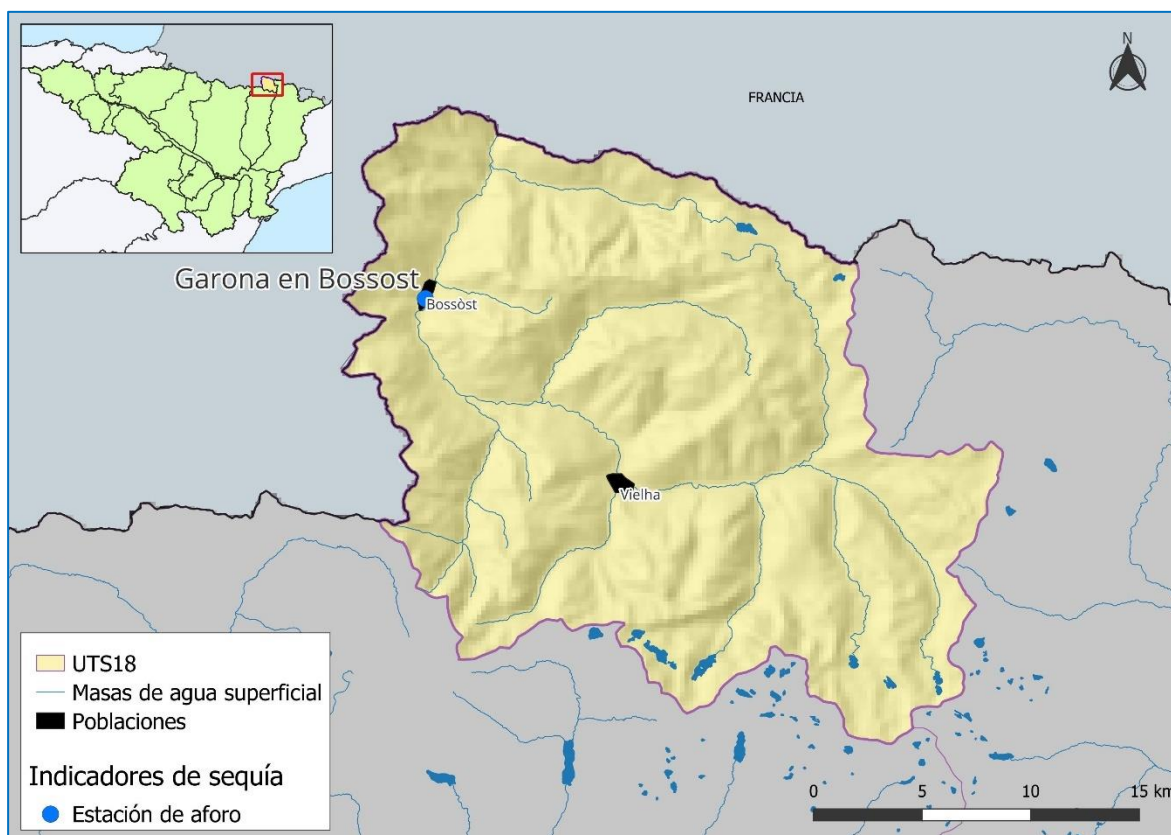 N
FRANCIA
Garona en Bossost
Bossòst
Vielha
UTS18
Masas de agua superficial
Poblaciones
Indicadores de sequía
Estación de aforo
0 5 10 15 km